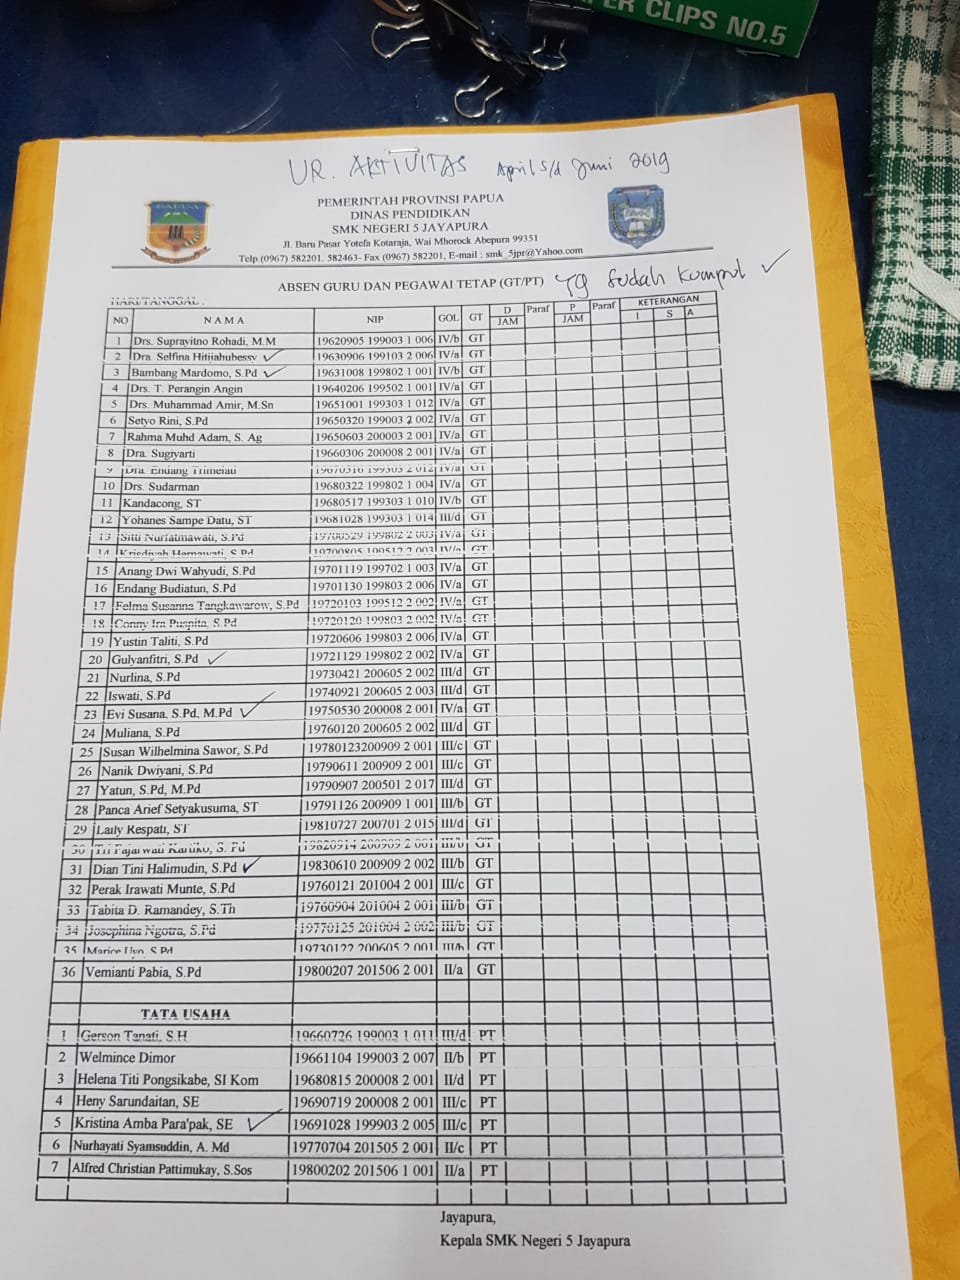 ER CLIPS NO.5
UR. AKTIVITAS April s/d Juni 2019
PAPUA
PEMERINTAH PROVINSI PAPUA
DINAS PENDIDIKAN
SMK NEGERI 5 JAYAPURA
Jl. Baru Pasar Yotefa Kotaraja, Wai Mhorock Abepura 99351
Telp.(0967) 582201, 582463- Fax (0967) 582201, E-mail : smk_5jpr@Yahoo.com
ABSEN GURU DAN PEGAWAI TETAP (GT/PT) Yg sudah kumpul ✓
HARI/TANGGAL :
NO NAMA NIP GOL GT D JAM Paraf P JAM Paraf KETERANGAN I S A
1 Drs. Suprayitno Rohadi, M.M 19620905 199003 1 006 IV/b GT
2 Dra. Selfina Hitijahubessy ✓ 19630906 199103 2 006 IV/a GT
3 Bambang Mardomo, S.Pd ✓ 19631008 199802 1 001 IV/b GT
4 Drs. T. Perangin Angin 19640206 199502 1 001 IV/a GT
5 Drs. Muhammad Amir, M.Sn 19651001 199303 1 012 IV/a GT
6 Setyo Rini, S.Pd 19650320 199003 2 002 IV/a GT
7 Rahma Muhd Adam, S. Ag 19650603 200003 2 001 IV/a GT
8 Dra. Sugiyarti 19660306 200008 2 001 IV/a GT
9 Dra. Endang Trimelati 19670316 199303 2 012 IV/a GT
10 Drs. Sudarman 19680322 199802 1 004 IV/a GT
11 Kandacong, ST 19680517 199303 1 010 IV/b GT
12 Yohanes Sampe Datu, ST 19681028 199303 1 014 III/d GT
13 Sitti Nurfatmawati, S.Pd 19700529 199802 2 003 IV/a GT
14 Krisdiyah Hernawati, S.Pd 19700805 199512 2 003 IV/a GT
15 Anang Dwi Wahyudi, S.Pd 19701119 199702 1 003 IV/a GT
16 Endang Budiatun, S.Pd 19701130 199803 2 006 IV/a GT
17 Felma Susanna Tangkawarow, S.Pd 19720103 199512 2 002 IV/a GT
18 Conny Ira Puspita, S.Pd 19720120 199803 2 002 IV/a GT
19 Yustin Taliti, S.Pd 19720606 199803 2 006 IV/a GT
20 Gulyanfitri, S.Pd ✓ 19721129 199802 2 002 IV/a GT
21 Nurlina, S.Pd 19730421 200605 2 002 III/d GT
22 Iswati, S.Pd 19740921 200605 2 003 III/d GT
23 Evi Susana, S.Pd, M.Pd ✓ 19750530 200008 2 001 IV/a GT
24 Muliana, S.Pd 19760120 200605 2 002 III/d GT
25 Susan Wilhelmina Sawor, S.Pd 19780123200909 2 001 III/c GT
26 Nanik Dwiyani, S.Pd 19790611 200909 2 001 III/c GT
27 Yatun, S.Pd, M.Pd 19790907 200501 2 017 III/d GT
28 Panca Arief Setyakusuma, ST 19791126 200909 1 001 III/b GT
29 Laily Respati, ST 19810727 200701 2 015 III/d GT
30 Tri Fajarwati Kartiko, S. Pd 19820914 200909 2 001 III/b GT
31 Dian Tini Halimudin, S.Pd ✓ 19830610 200909 2 002 III/b GT
32 Perak Irawati Munte, S.Pd 19760121 201004 2 001 III/c GT
33 Tabita D. Ramandey, S.Th 19760904 201004 2 001 III/b GT
34 Josephina Ngotra, S.Pd 19770125 201004 2 002 III/b GT
35 Marice S.Pd 19730122 200605 2 001 III/b GT
36 Vemianti Pabia, S.Pd 19800207 201506 2 001 II/a GT
TATA USAHA
1 Gerson Tanati, S.H 19660726 199003 1 011 III/d PT
2 Welmince Dimor 19661104 199003 2 007 II/b PT
3 Helena Titi Pongsikabe, SI Kom 19680815 200008 2 001 II/d PT
4 Heny Sarundaitan, SE 19690719 200008 2 001 III/c PT
5 Kristina Amba Para'pak, SE ✓ 19691028 199903 2 005 III/c PT
6 Nurhayati Syamsuddin, A. Md 19770704 201505 2 001 II/c PT
7 Alfred Christian Pattimukay, S.Sos 19800202 201506 1 001 II/a PT
Jayapura,
Kepala SMK Negeri 5 Jayapura